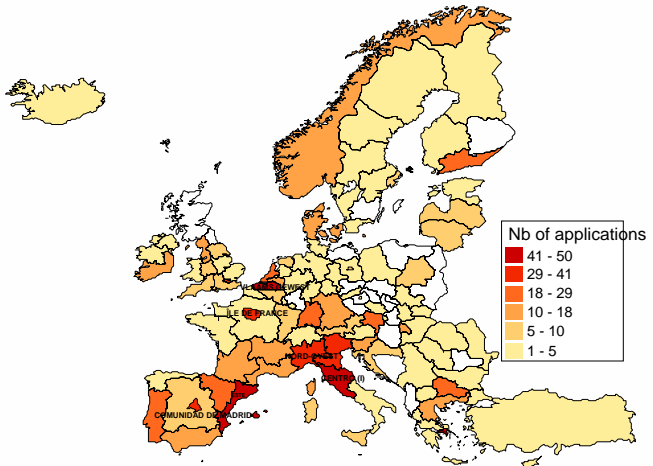 Nb of applications
41 - 50
29 - 41
18 - 29
10 - 18
5 - 10
1 - 5
ILE DE FRANCE
NORD-OVEST
CENTRO (I)
ESTE
COMUNIDAD DE MADRID